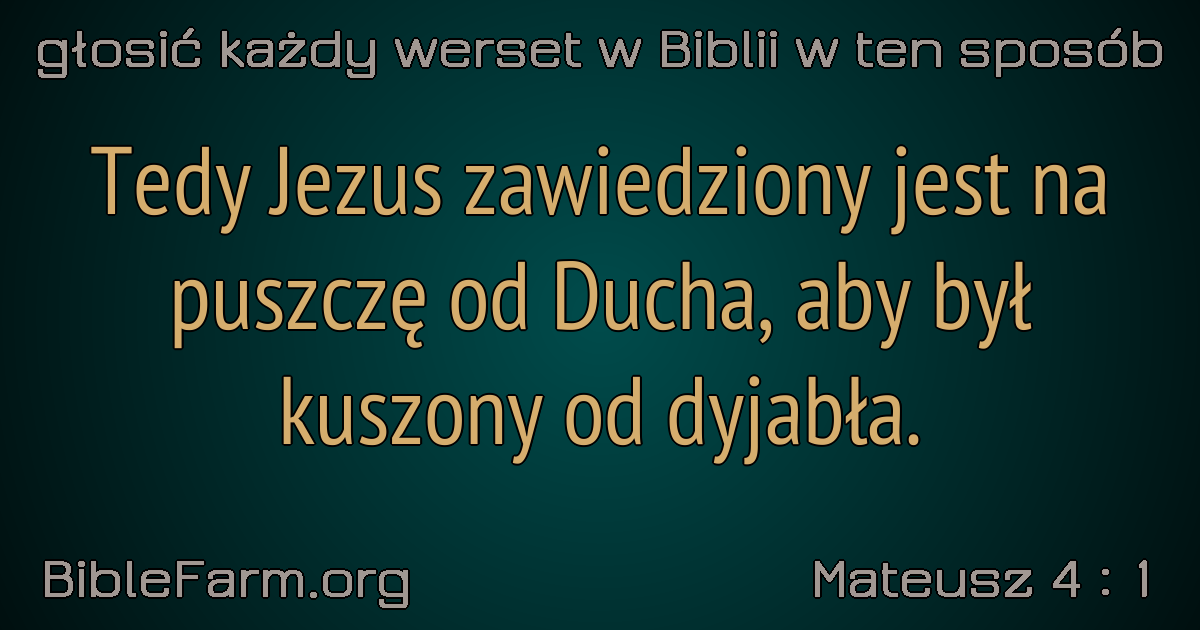 głosić każdy werset w Biblii w ten sposób
Tedy Jezus zawiedziony jest na
puszczę od Ducha, aby był
kuszony od dyjabła.
BibleFarm.org
Mateusz 4 : 1